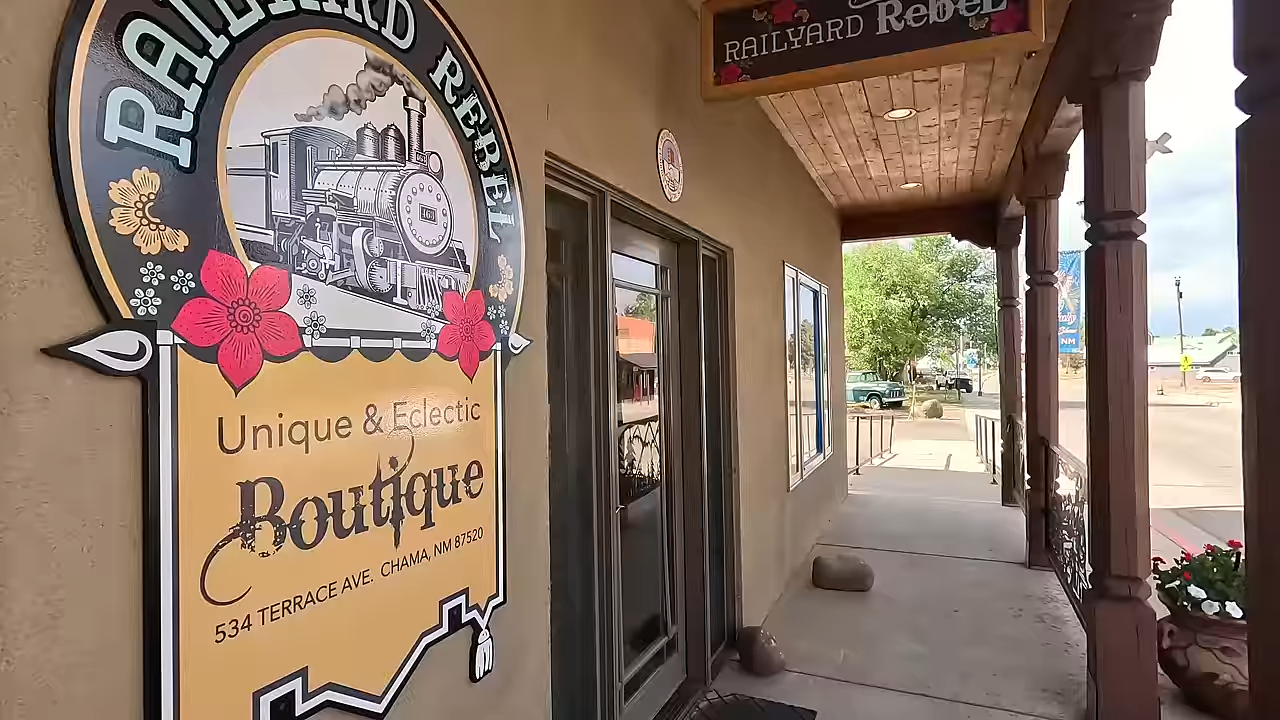 RAILYARD REBEL
Unique & Eclectic
Boutique
534 TERRACE AVE. CHAMA, NM 87520
RAILYARD REBEL
NM